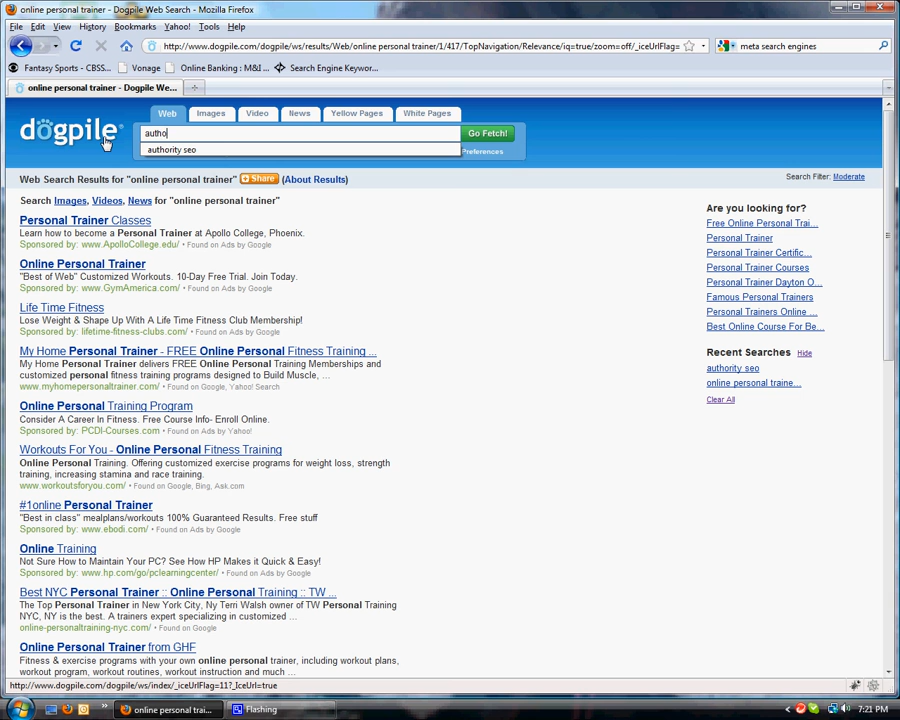 online personal trainer - Dogpile Web Search - Mozilla Firefox
File Edit View History Bookmarks Yahoo! Tools Help
http://www.dogpile.com/dogpile/ws/results/Web/online personal trainer/1/417/TopNavigation/Relevance/iq=true/zoom=off/_iceUrlFlag= meta search engines
Fantasy Sports - CBSS... Vonage Online Banking : M&I ... Search Engine Keywor...
online personal trainer - Dogpile We...
Web Images Video News Yellow Pages White Pages
dogpile
autho Go Fetch!
authority seo Preferences
Web Search Results for "online personal trainer" Share (About Results) Search Filter: Moderate
Search Images, Videos, News for "online personal trainer"
Personal Trainer Classes
Learn how to become a Personal Trainer at Apollo College, Phoenix.
Sponsored by: www.ApolloCollege.edu/ • Found on Ads by Google
Online Personal Trainer
"Best of Web" Customized Workouts. 10-Day Free Trial. Join Today.
Sponsored by: www.GymAmerica.com/ • Found on Ads by Google
Life Time Fitness
Lose Weight & Shape Up With A Life Time Fitness Club Membership!
Sponsored by: lifetime-fitness-clubs.com/ • Found on Ads by Google
My Home Personal Trainer - FREE Online Personal Fitness Training ...
My Home Personal Trainer delivers FREE Online Personal Training Memberships and
customized personal fitness training programs designed to Build Muscle, ...
www.myhomepersonaltrainer.com/ • Found on Google, Yahoo! Search
Online Personal Training Program
Consider A Career In Fitness. Free Course Info- Enroll Online.
Sponsored by: PCDI-Courses.com • Found on Ads by Yahoo!
Workouts For You - Online Personal Fitness Training
Online Personal Training. Offering customized exercise programs for weight loss, strength
training, increasing stamina and race training.
www.workoutsforyou.com/ • Found on Google, Bing, Ask.com
#1online Personal Trainer
"Best in class" mealplans/workouts 100% Guaranteed Results. Free stuff
Sponsored by: www.ebodi.com/ • Found on Ads by Google
Online Training
Not Sure How to Maintain Your PC? See How HP Makes it Quick & Easy!
Sponsored by: www.hp.com/go/pclearningcenter/ • Found on Ads by Google
Best NYC Personal Trainer :: Online Personal Training :: TW ...
The Top Personal Trainer in New York City, Ny Terri Walsh owner of TW Personal Training
NYC, NY is the best. A trainers expert specializing in customized ...
online-personaltraining-nyc.com/ • Found on Google
Online Personal Trainer from GHF
Fitness & exercise programs with your own online personal trainer, including workout plans,
workout program, workout routines, workout instruction and much ...
Are you looking for?
Free Online Personal Trai...
Personal Trainer
Personal Trainer Certific...
Personal Trainer Courses
Personal Trainer Dayton O...
Famous Personal Trainers
Personal Trainers Online ...
Best Online Course For Be...
Recent Searches Hide
authority seo
online personal traine...
Clear All
http://www.dogpile.com/dogpile/ws/index/_iceUrlFlag=11?_IceUrl=true
online personal trai... Flashing 7:21 PM